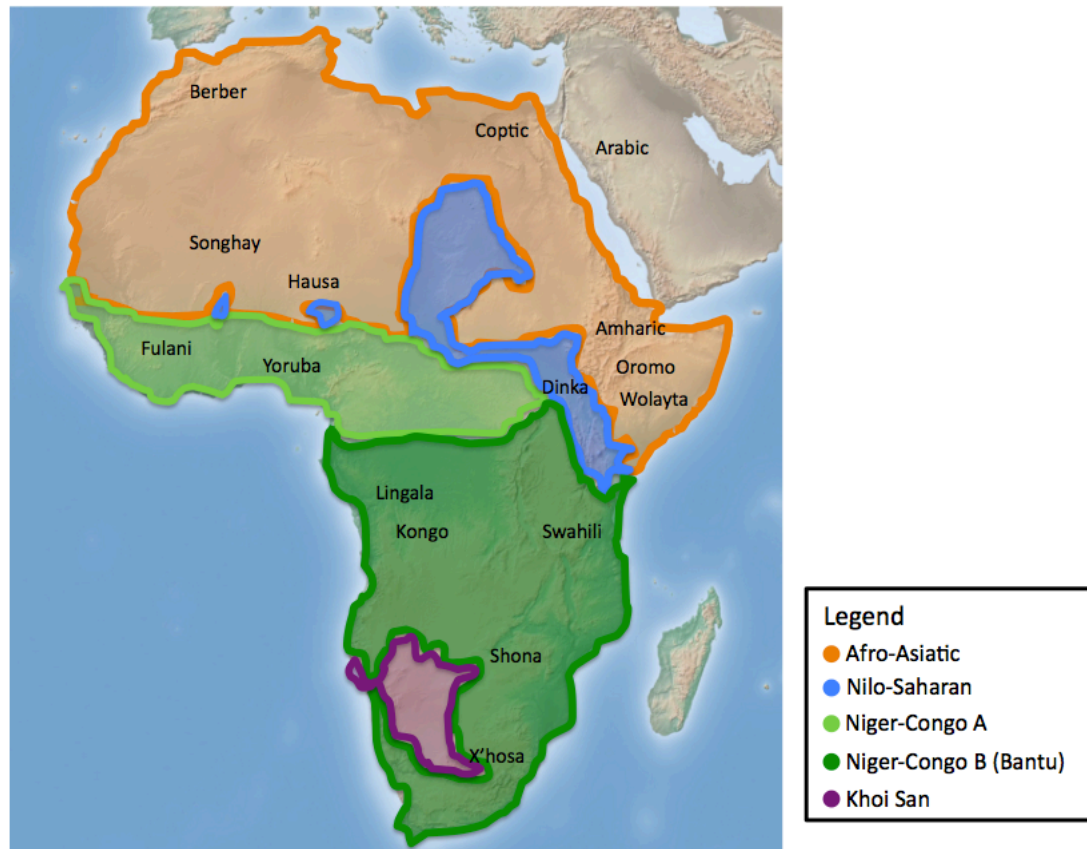 Berber
Coptic
Arabic
Songhay
Hausa
Amharic
Fulani
Yoruba
Oromo
Dinka
Wolayta
Lingala
Kongo
Swahili
Shona
X'hosa
Legend
Afro-Asiatic
Nilo-Saharan
Niger-Congo A
Niger-Congo B (Bantu)
Khoi San